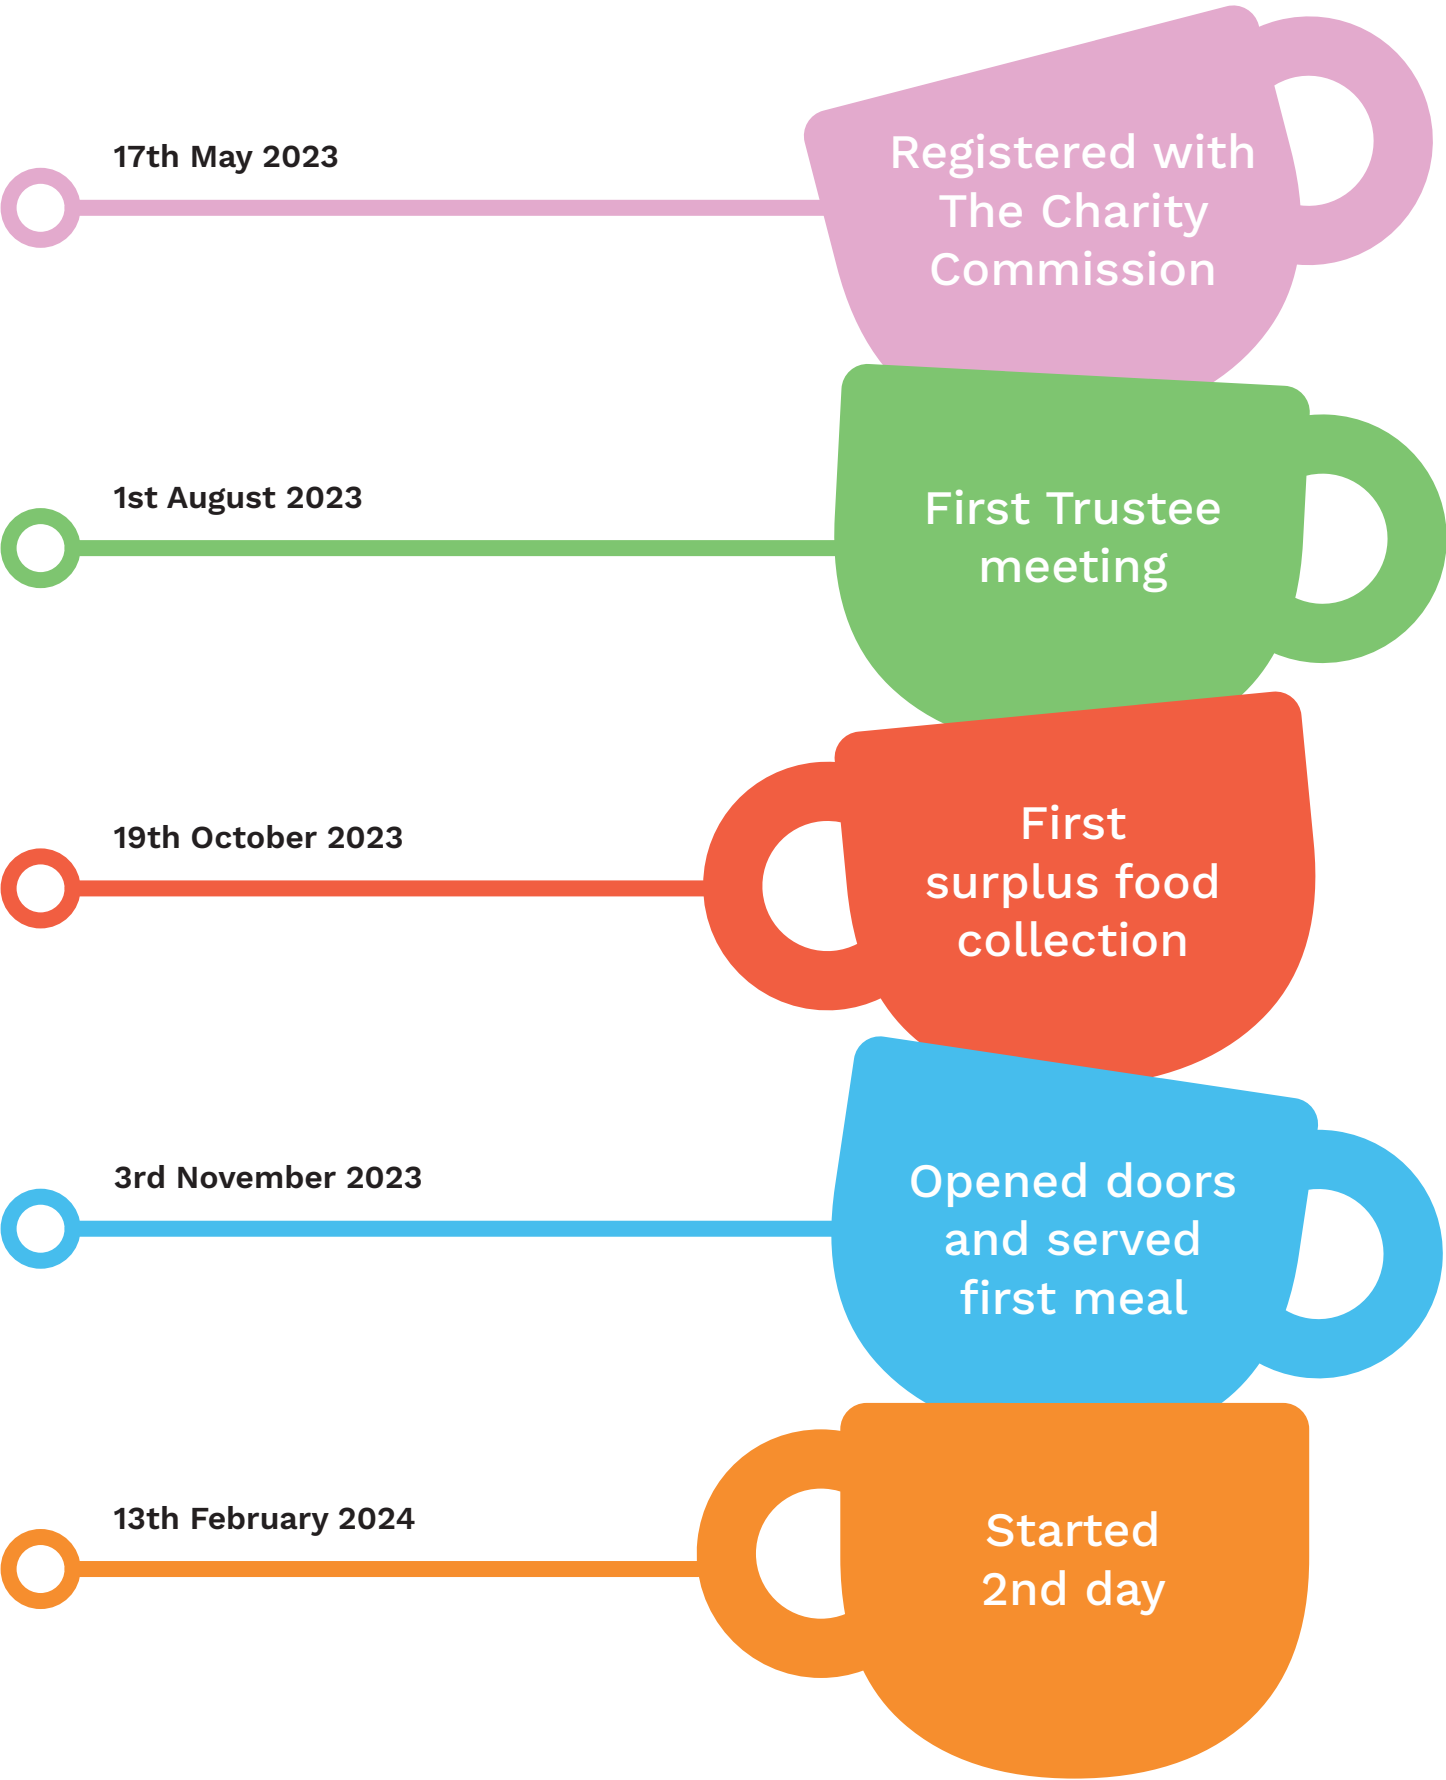 17th May 2023
Registered with
The Charity
Commission
1st August 2023
First Trustee
meeting
19th October 2023
First
surplus food
collection
3rd November 2023
Opened doors
and served
first meal
13th February 2024
Started
2nd day